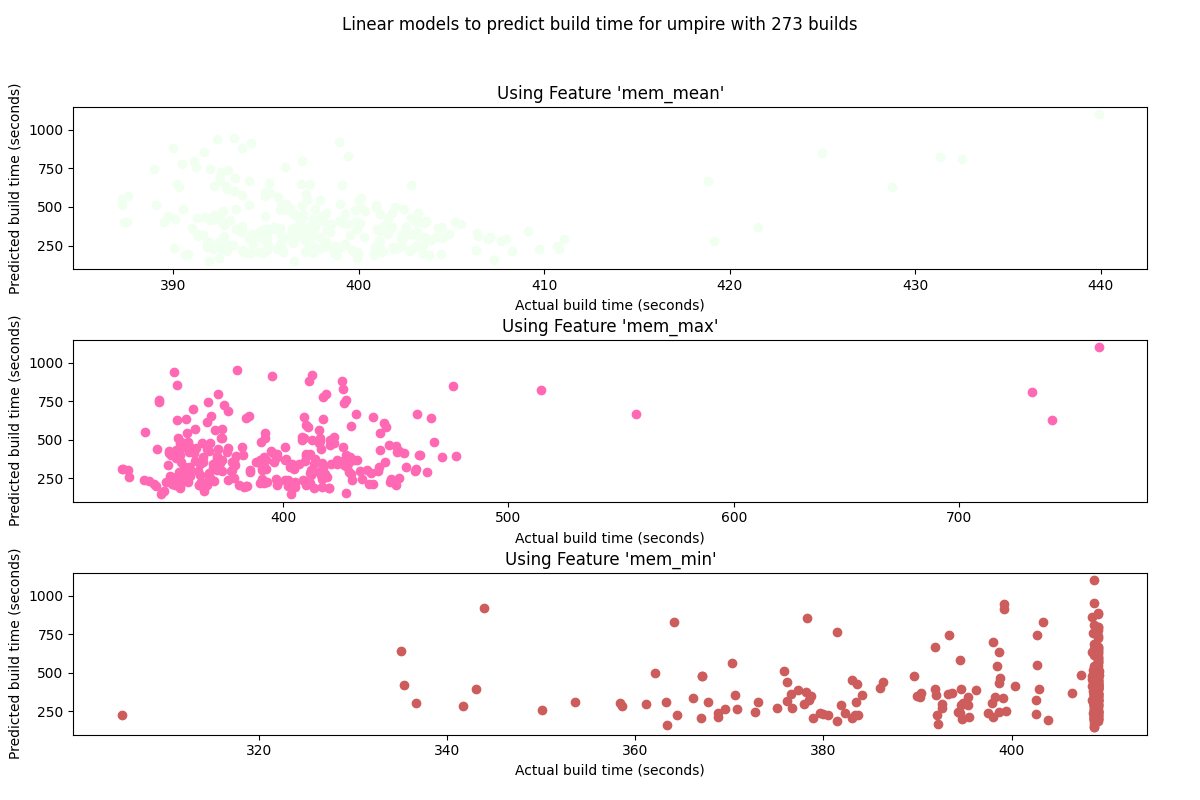 Linear models to predict build time for umpire with 273 builds
Using Feature 'mem_mean'
Predicted build time (seconds)
1000
750
500
250
390 400 410 420 430 440
Actual build time (seconds)
Using Feature 'mem_max'
Predicted build time (seconds)
1000
750
500
250
400 500 600 700
Actual build time (seconds)
Using Feature 'mem_min'
Predicted build time (seconds)
1000
750
500
250
320 340 360 380 400
Actual build time (seconds)